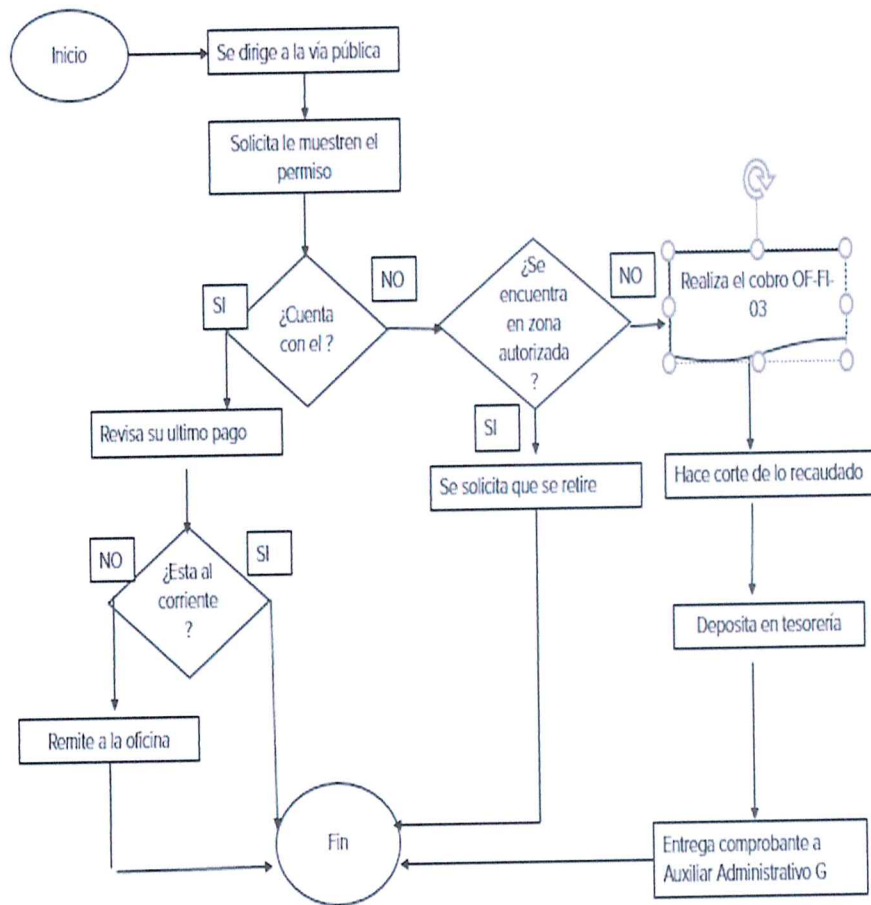 Inicio
Se dirige a la vía pública
Solicita le muestren el
permiso
SI
¿Cuenta
con el ?
NO
¿Se
encuentra
en zona
autorizada
?
NO
Realiza el cobro OF-FI-
03
Revisa su ultimo pago
SI
Se solicita que se retire
Hace corte de lo recaudado
NO
¿Esta al
corriente
?
SI
Deposita en tesorería
Remite a la oficina
Fin
Entrega comprobante a
Auxiliar Administrativo G